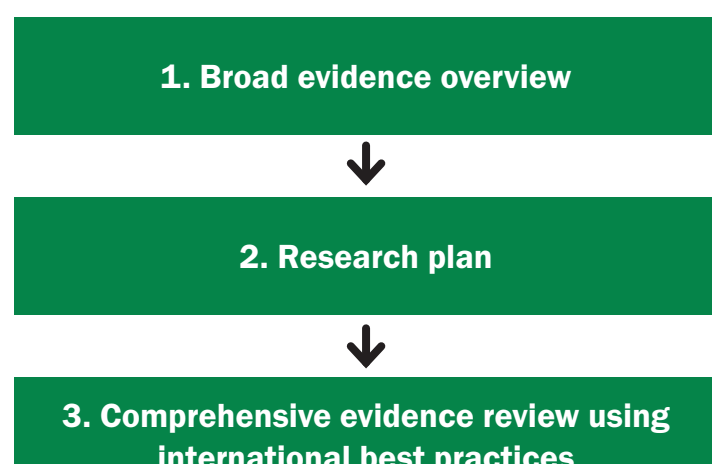 1. Broad evidence overview
2. Research plan
3. Comprehensive evidence review using
international best practices